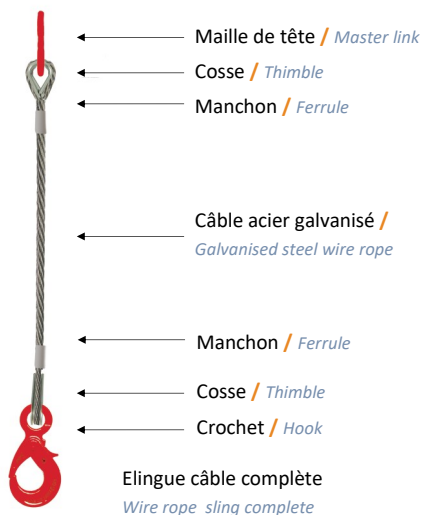 Maille de tête / Master link
Cosse / Thimble
Manchon / Ferrule
Câble acier galvanisé /
Galvanised steel wire rope
Manchon / Ferrule
Cosse / Thimble
Crochet / Hook
Elingue câble complète
Wire rope sling complete